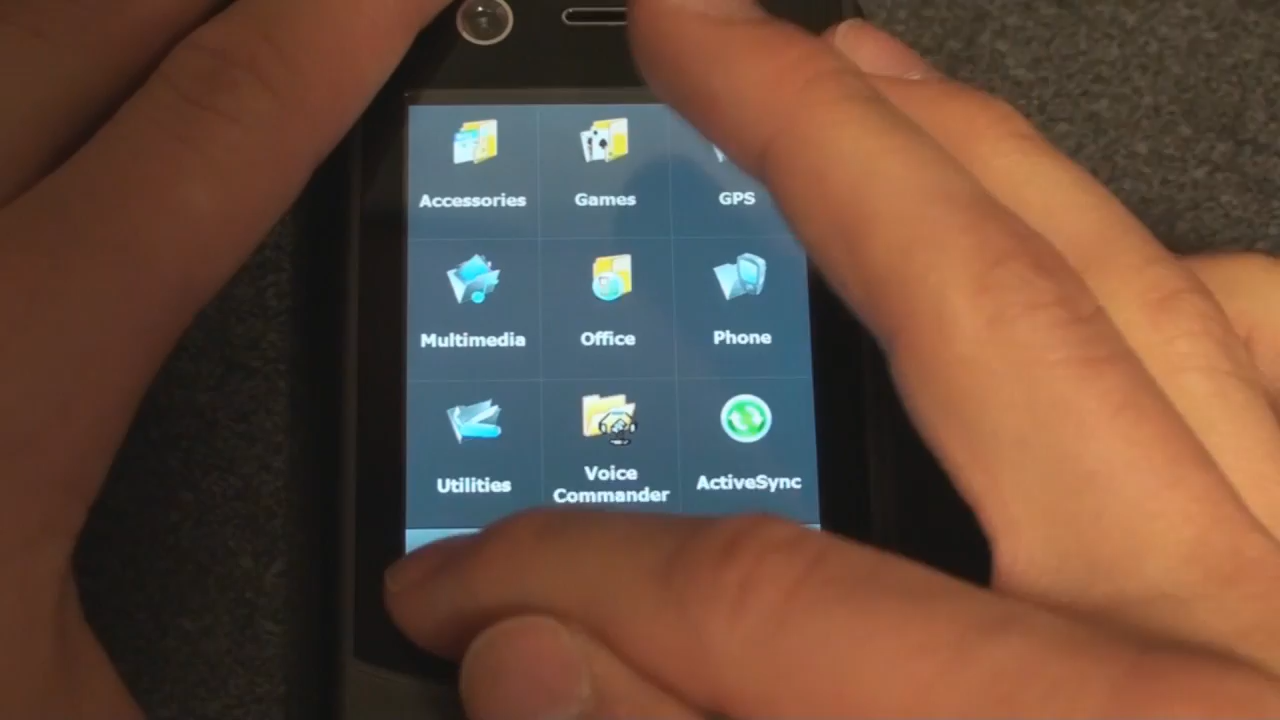 Accessories
Games
GPS
Multimedia
Office
Phone
Utilities
Voice
Commander
ActiveSync